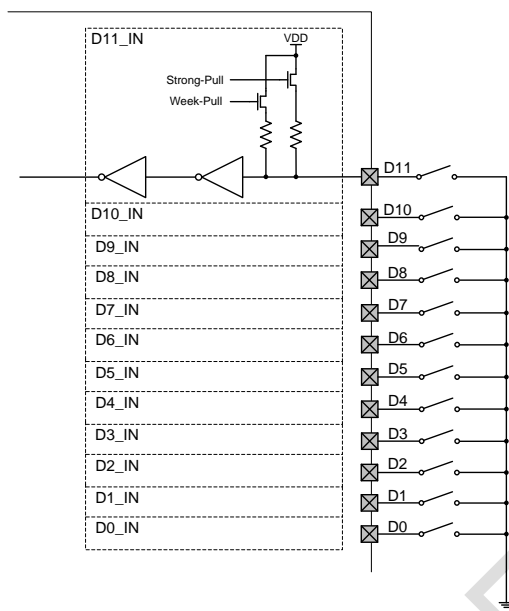 D11_IN
VDD
Strong-Pull
Week-Pull
D11
D10_IN
D10
D9_IN
D9
D8_IN
D8
D7_IN
D7
D6_IN
D6
D5_IN
D5
D4_IN
D4
D3_IN
D3
D2_IN
D2
D1_IN
D1
D0_IN
D0